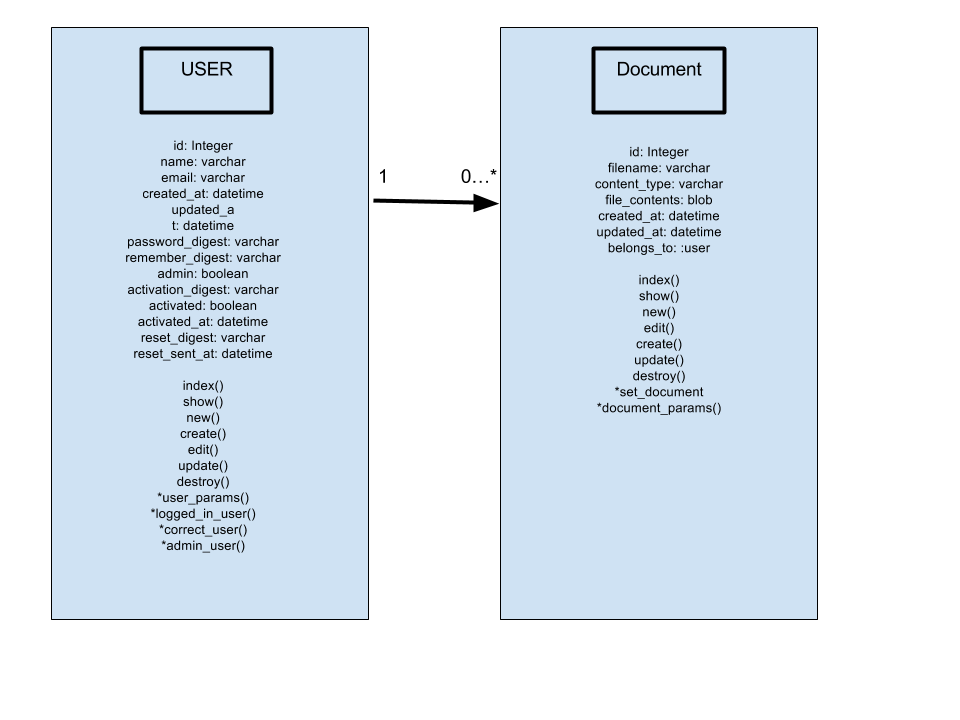 USER
id: Integer
name: varchar
email: varchar
created_at: datetime
updated_a
t: datetime
password_digest: varchar
remember_digest: varchar
admin: boolean
activation_digest: varchar
activated: boolean
activated_at: datetime
reset_digest: varchar
reset_sent_at: datetime
index()
show()
new()
create()
edit()
update()
destroy()
*user_params()
*logged_in_user()
*correct_user()
*admin_user()
1
0...*
Document
id: Integer
filename: varchar
content_type: varchar
file_contents: blob
created_at: datetime
updated_at: datetime
belongs_to: :user
index()
show()
new()
edit()
create()
update()
destroy()
*set_document
*document_params()